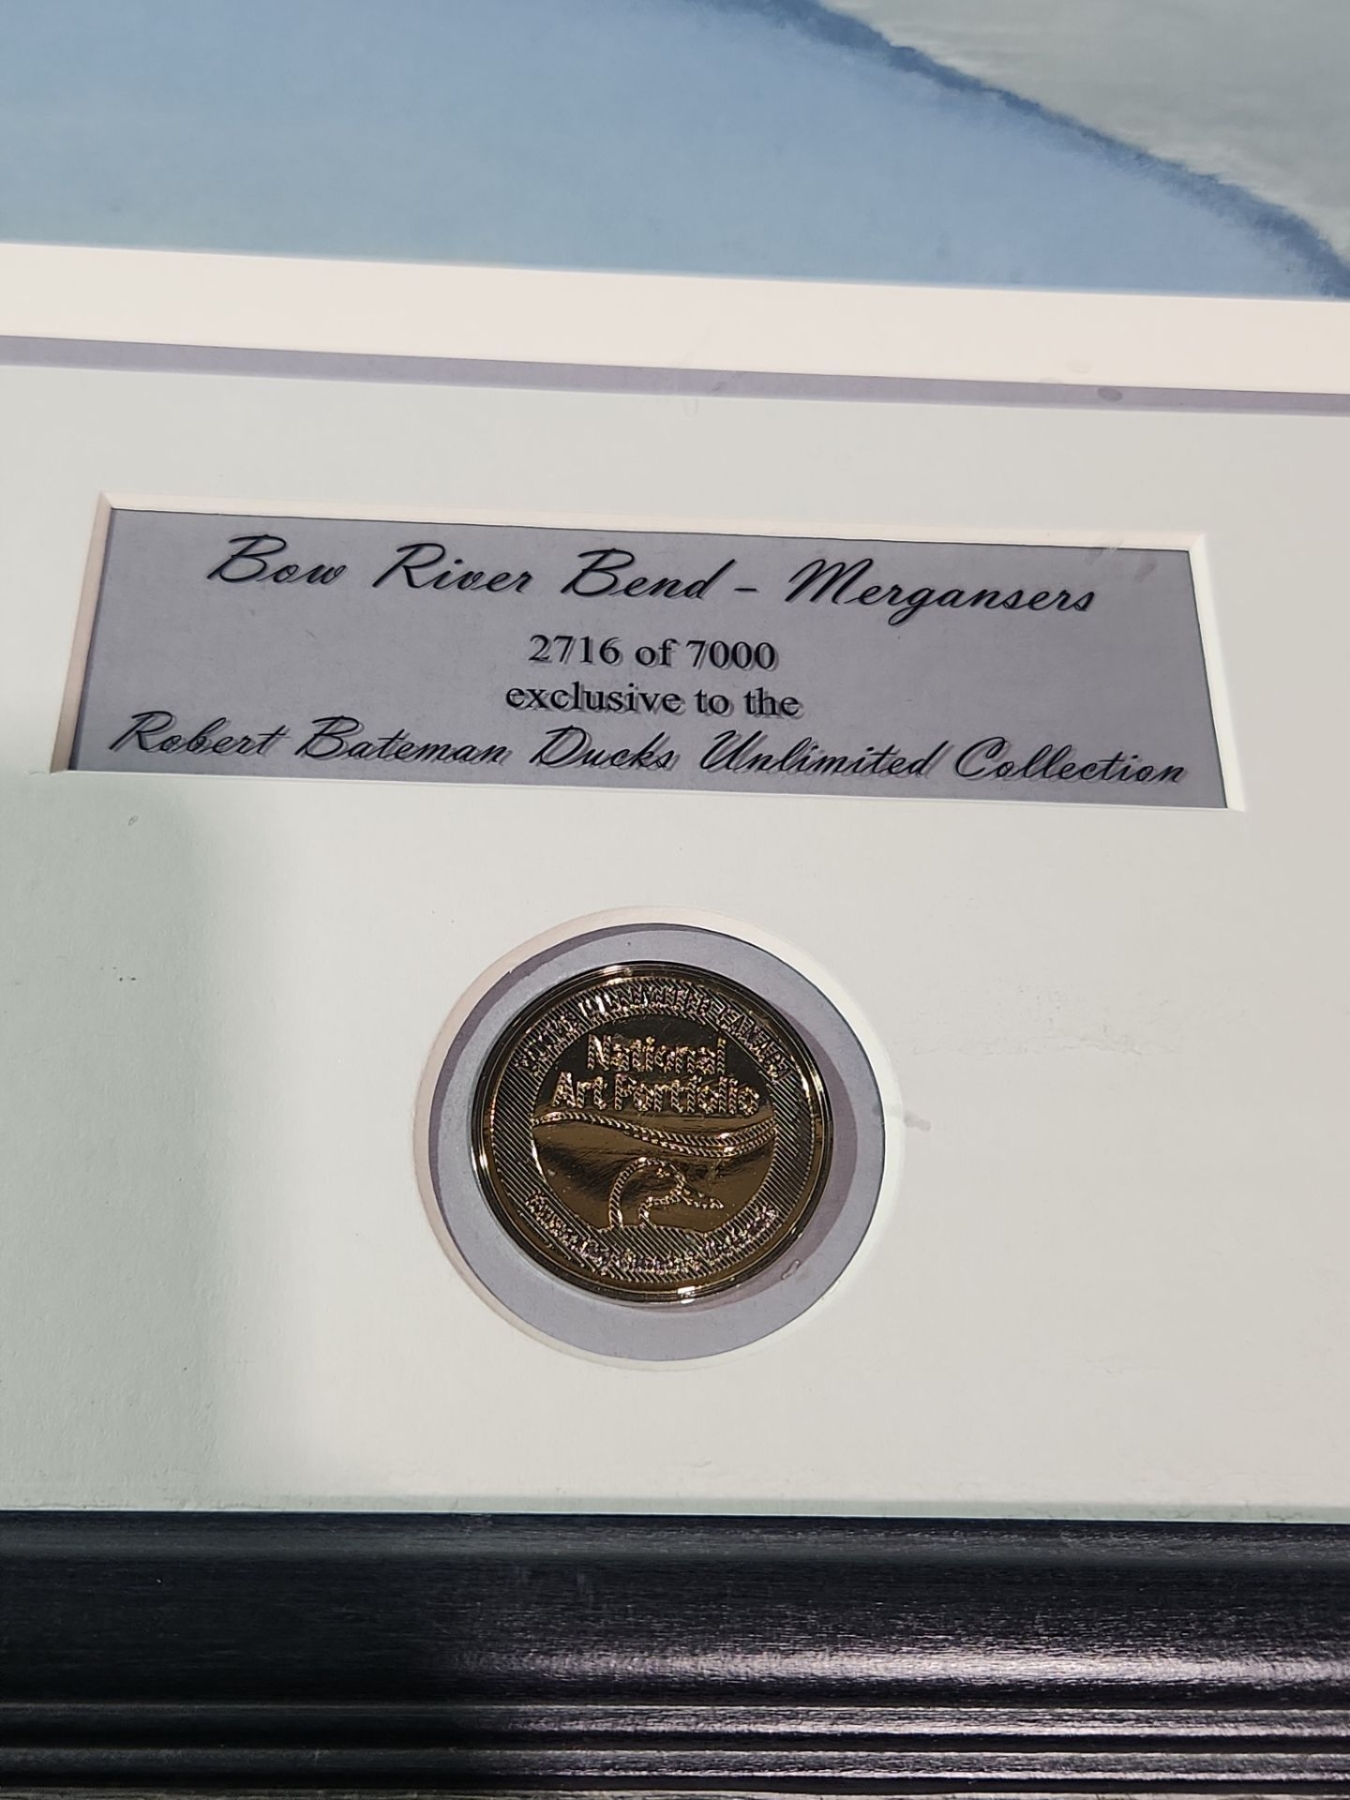 Bow River Bend - Mergansers
2716 of 7000
exclusive to the
Robert Bateman Ducks Unlimited Collection
National
Art Portfolio